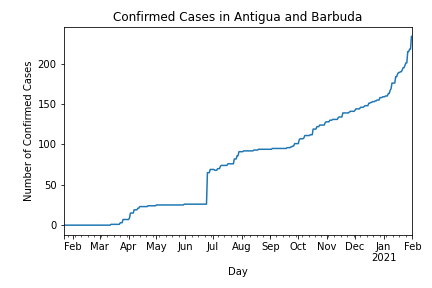 Confirmed Cases in Antigua and Barbuda
Number of Confirmed Cases
200
150
100
50
0
Feb Mar Apr May Jun Jul Aug Sep Oct Nov Dec Jan Feb
2021
Day